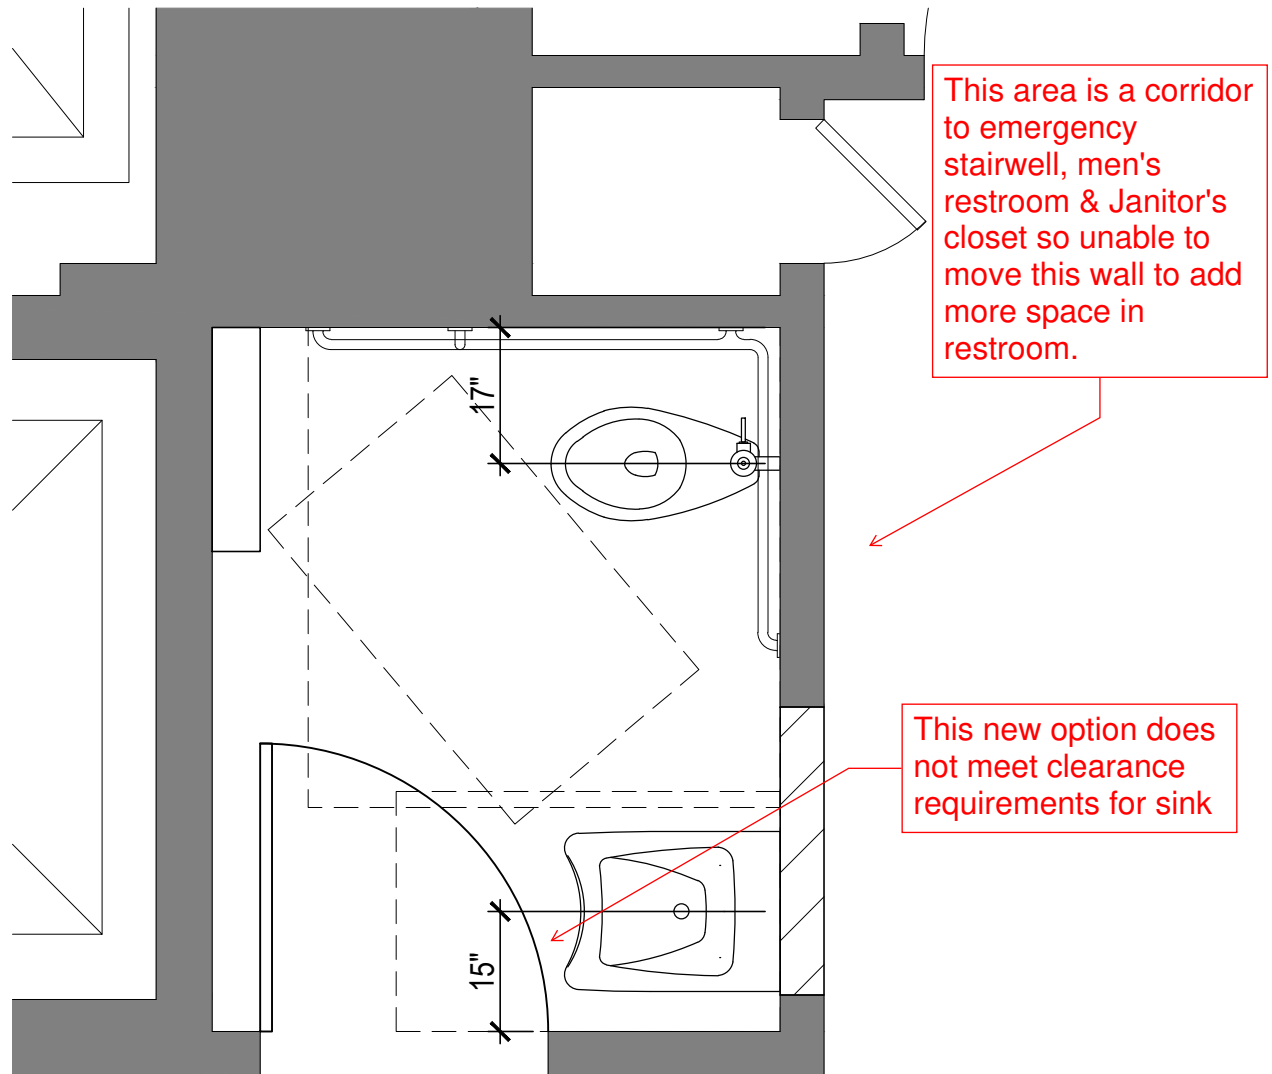 This area is a corridor
to emergency
stairwell, men's
restroom & Janitor's
closet so unable to
move this wall to add
more space in
restroom.
17"
This new option does
not meet clearance
requirements for sink
15"